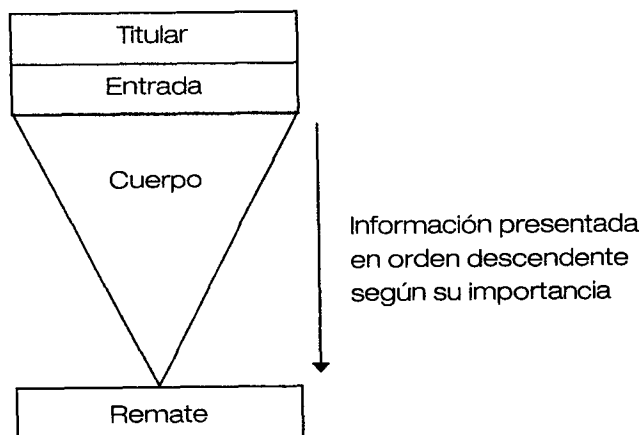 Titular
Entrada
Cuerpo
Información presentada
en orden descendente
según su importancia
Remate